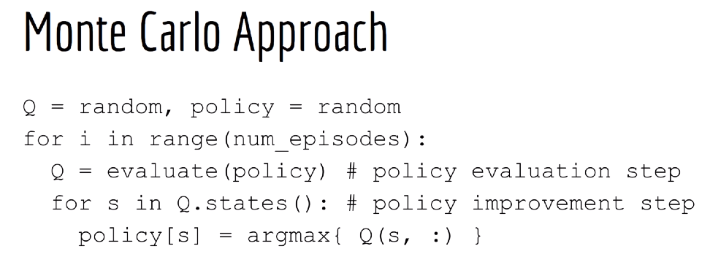 Monte Carlo Approach
Q = random, policy = random
for i in range(num_episodes):
Q = evaluate(policy) # policy evaluation step
for s in Q.states(): # policy improvement step
policy[s] = argmax{ Q(s, :) }